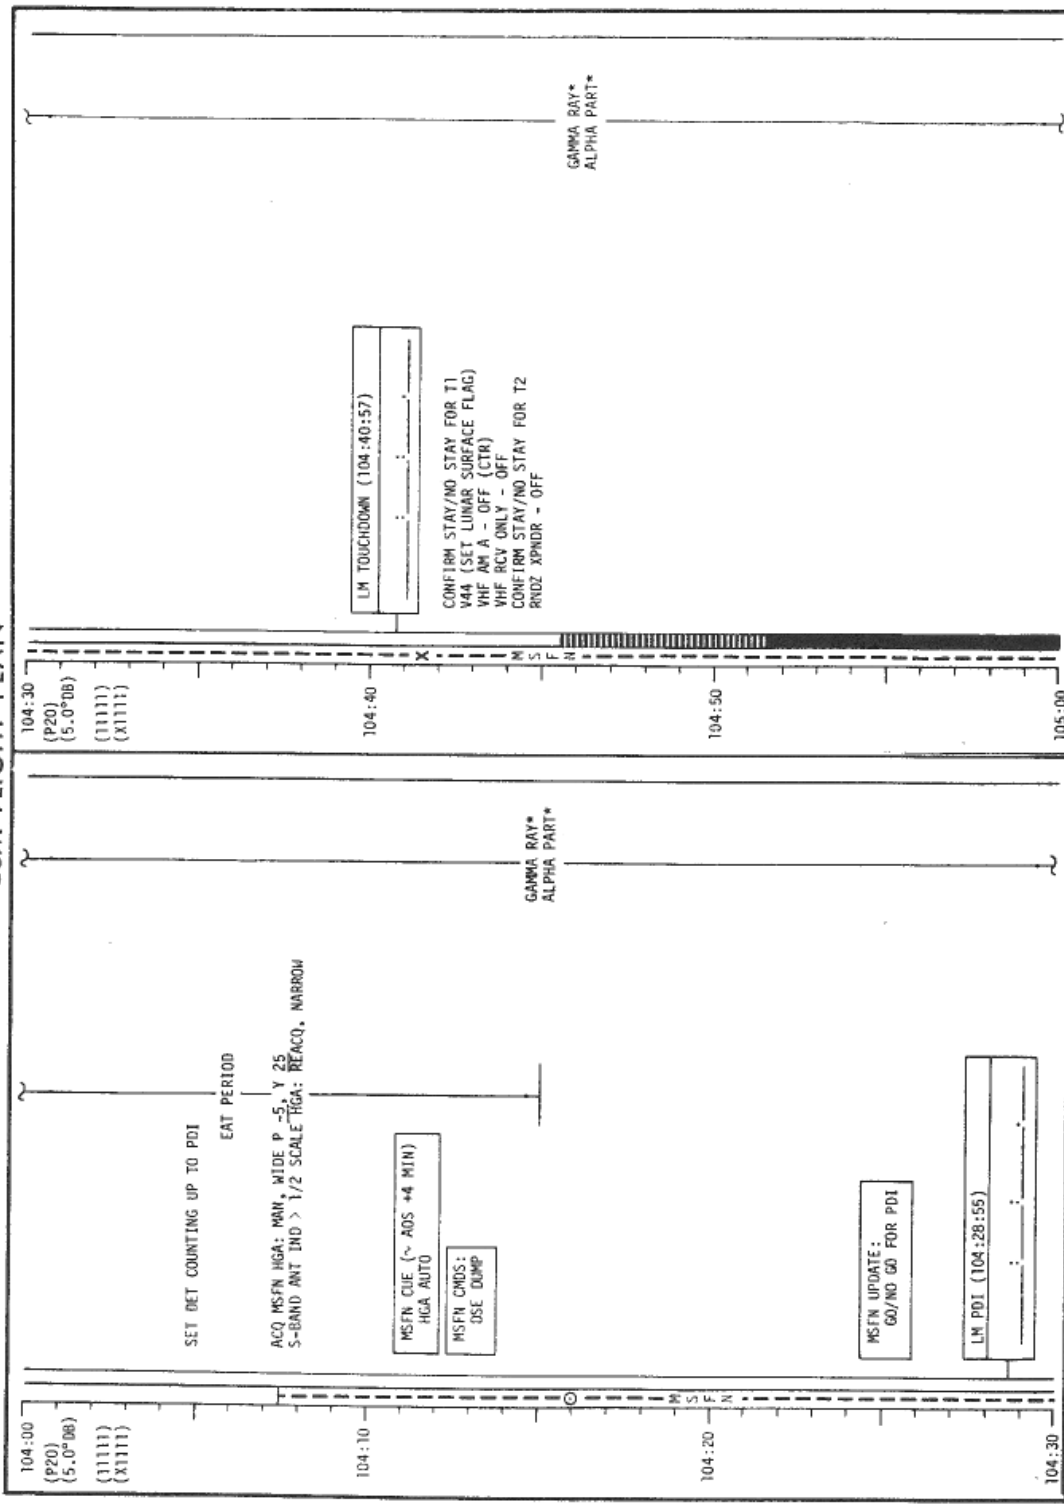 104:00
(P20)
(5.0°DB)
(11111)
(X1111)
SET DET COUNTING UP TO PDI
EAT PERIOD
ACQ MSFN HGA: MAN, WIDE P -5, Y 25
S-BAND ANT IND > 1/2 SCALE HGA: REACQ, NARROW
104:10
MSFN CUE (~ AOS +4 MIN)
HGA AUTO
MSFN CMDS:
DSE DUMP
GAMMA RAY*
ALPHA PART*
MSFN
104:20
MSFN UPDATE:
GO/NO GO FOR PDI
LM PDI (104:28:55)
104:30
104:30
(P20)
(5.0°DB)
(11111)
(X1111)
104:40
LM TOUCHDOWN (104:40:57)
X
CONFIRM STAY/NO STAY FOR T1
V44 (SET LUNAR SURFACE FLAG)
VHF AM A - OFF (CTR)
VHF RCV ONLY - OFF
CONFIRM STAY/NO STAY FOR T2
RNDZ XPNDR - OFF
MSFN
GAMMA RAY*
ALPHA PART*
104:50
105:00